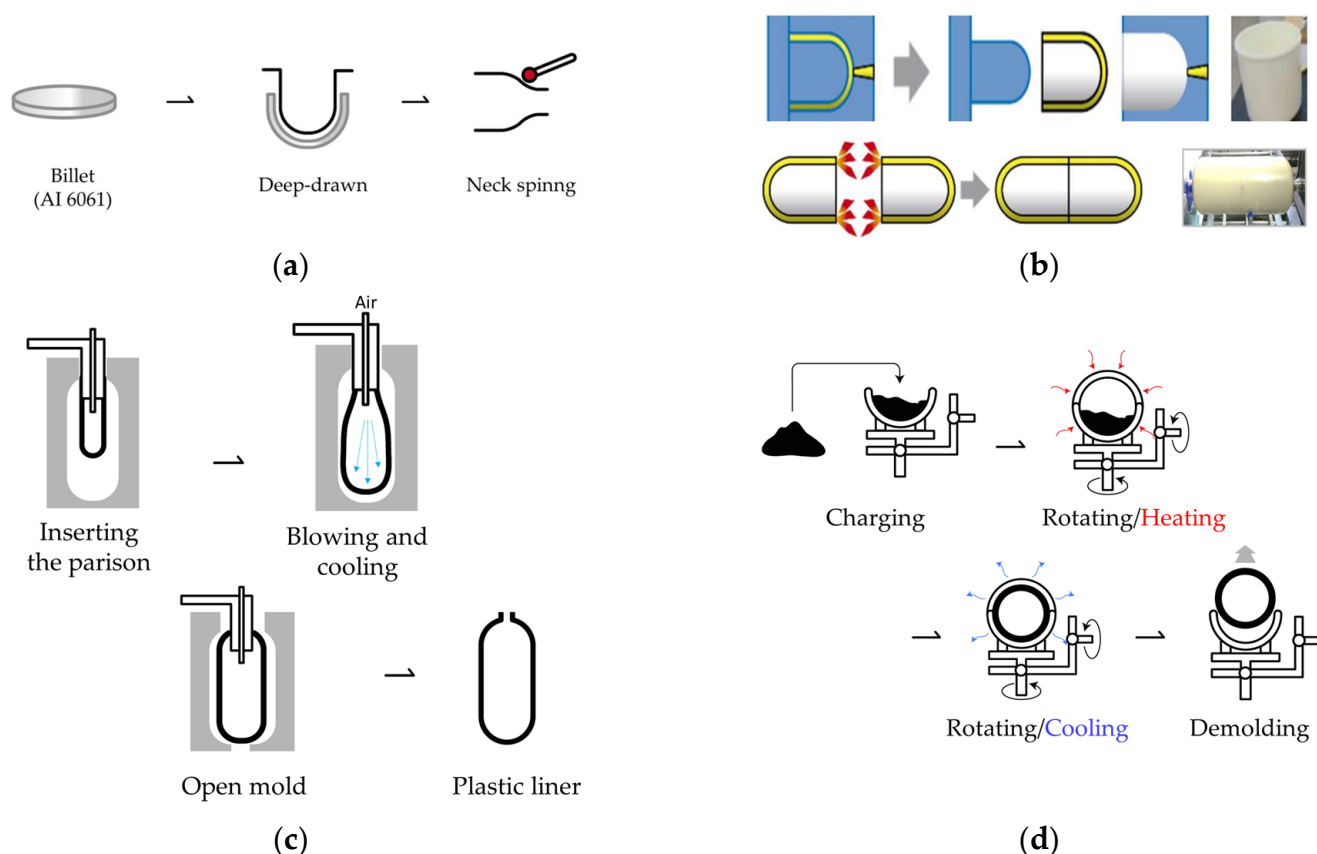 Billet
(AI 6061)
Deep-drawn
Neck spinng
(a)
(b)
Air
Inserting
the parison
Blowing and
cooling
Open mold
Plastic liner
(c)
Charging
Rotating/Heating
Rotating/Cooling
Demolding
(d)